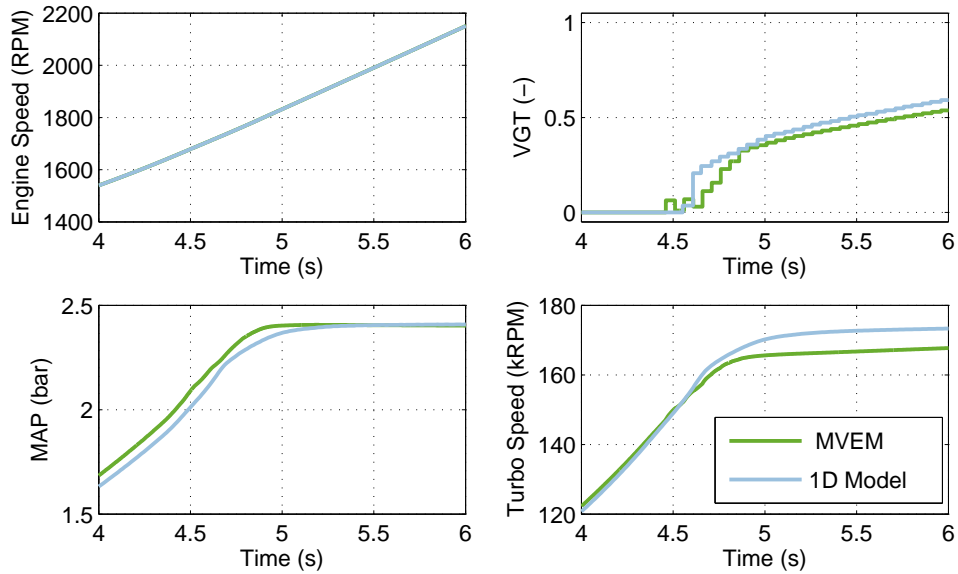 Engine Speed (RPM)
2200
2000
1800
1600
1400
4 4.5 5 5.5 6
Time (s)
VGT (−)
1
0.5
0
4 4.5 5 5.5 6
Time (s)
MAP (bar)
2.5
2
1.5
4 4.5 5 5.5 6
Time (s)
Turbo Speed (kRPM)
180
160
140
120
4 4.5 5 5.5 6
Time (s)
MVEM
1D Model